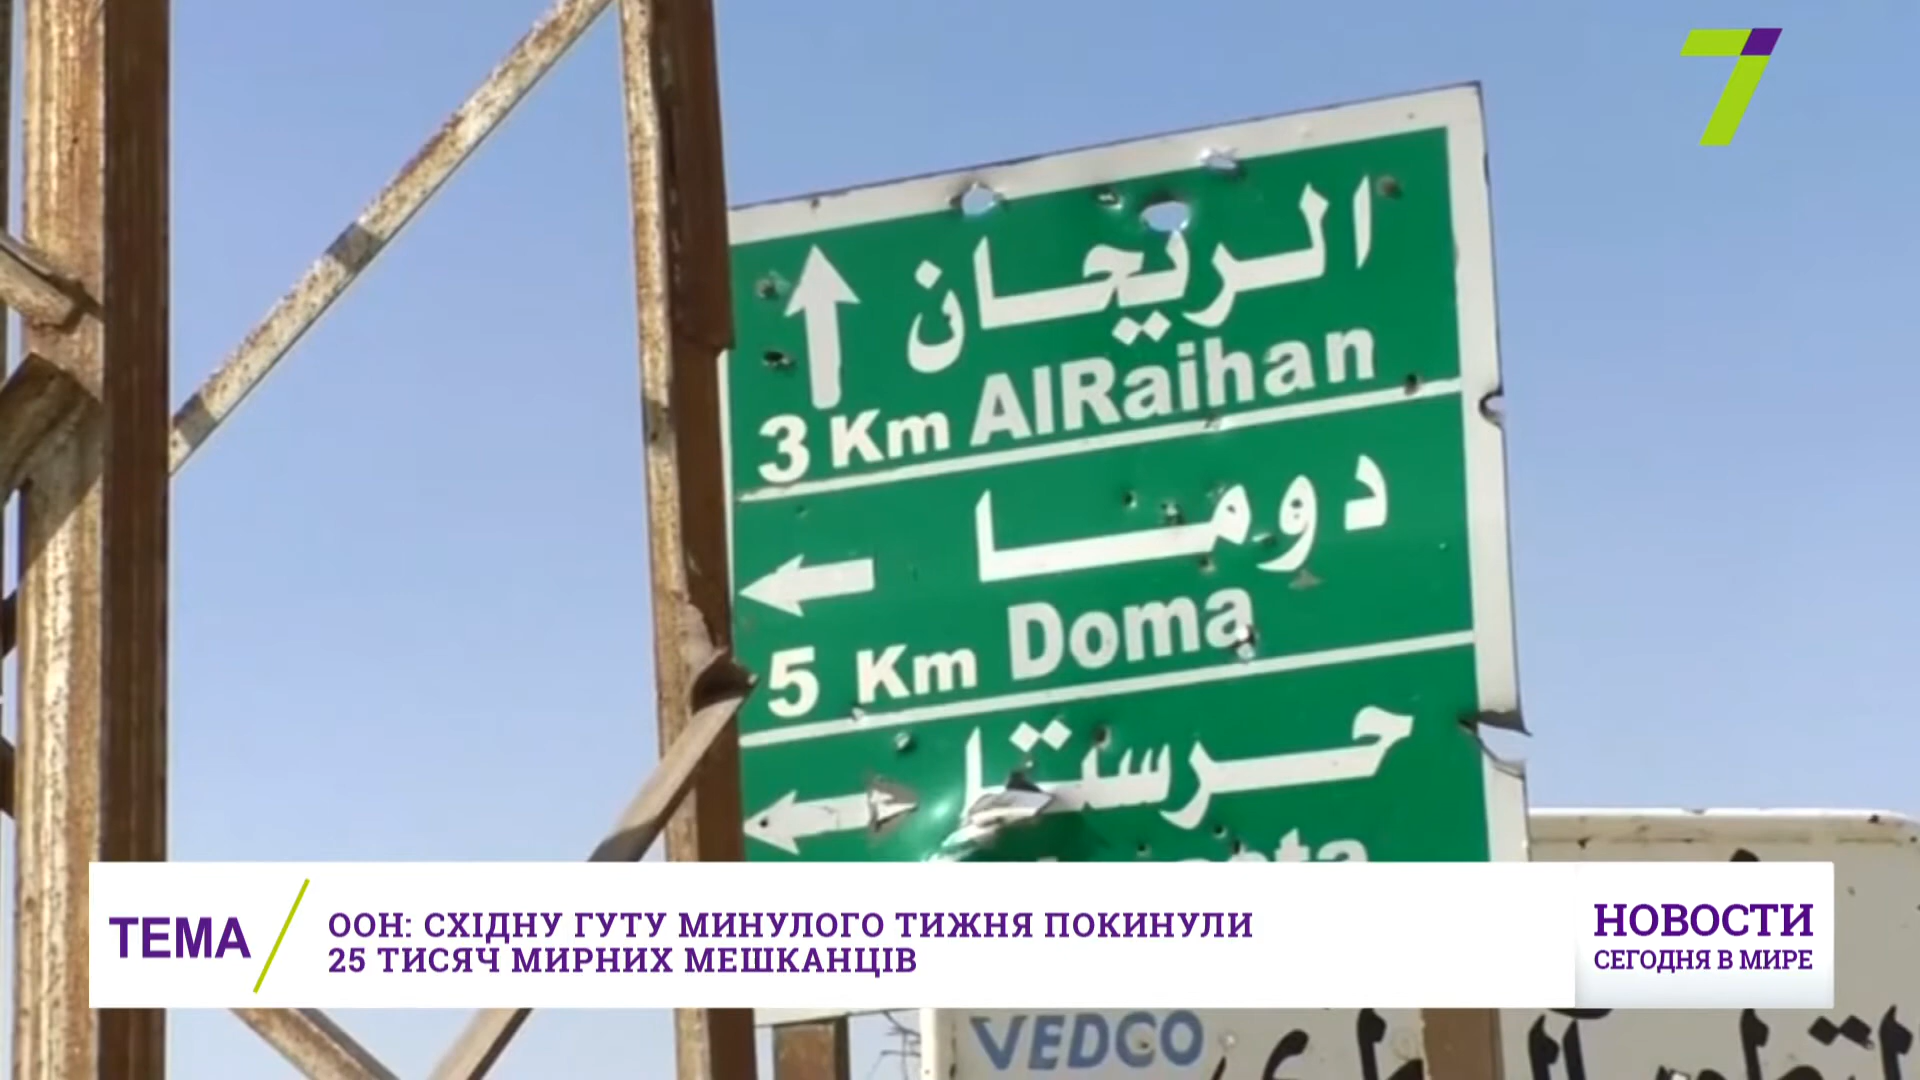 7
الريحان
3 Km AlRaihan
دوما
5 Km Doma
حرستا
ТЕМА
ООН: СХІДНУ ГУТУ МИНУЛОГО ТИЖНЯ ПОКИНУЛИ
25 ТИСЯЧ МИРНИХ МЕШКАНЦІВ
НОВОСТИ
СЕГОДНЯ В МИРЕ
VEDCO